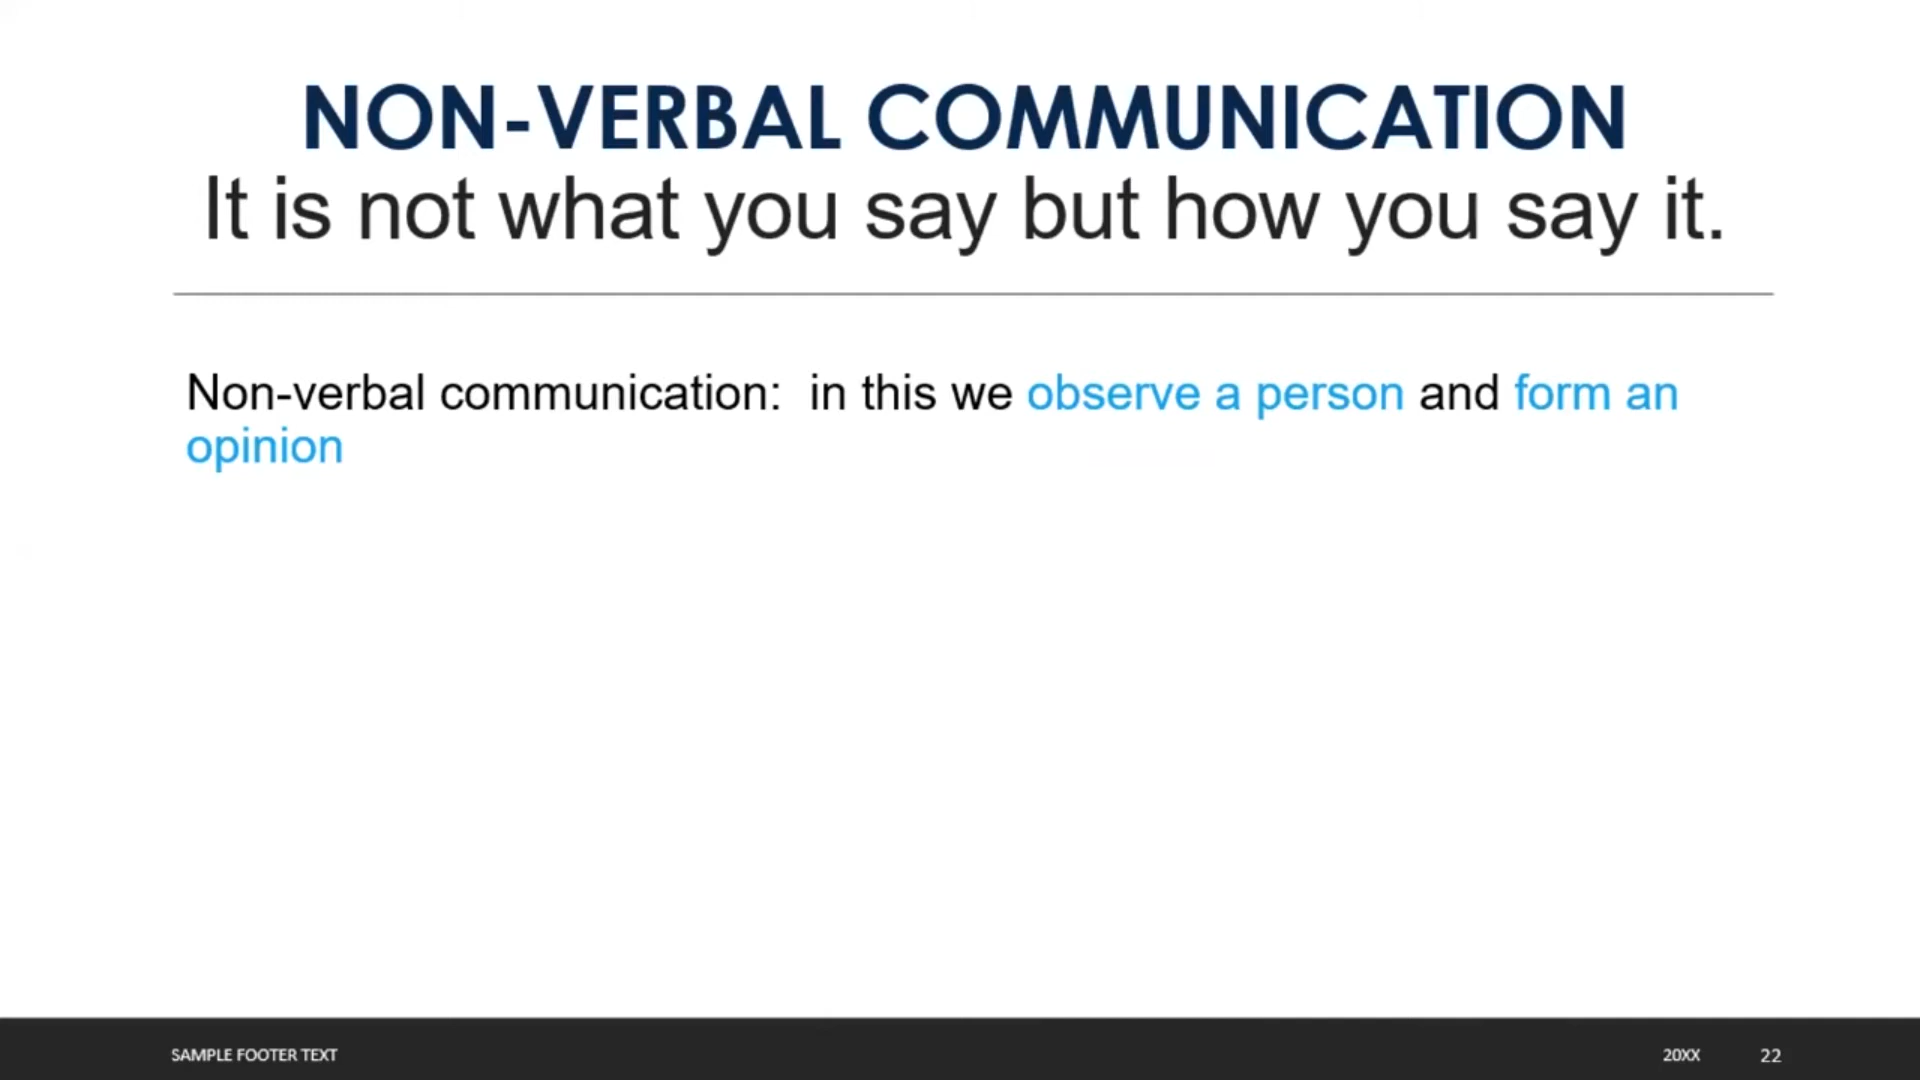 NON-VERBAL COMMUNICATION
It is not what you say but how you say it.
Non-verbal communication:  in this we observe a person and form an
opinion
SAMPLE FOOTER TEXT
20XX
22